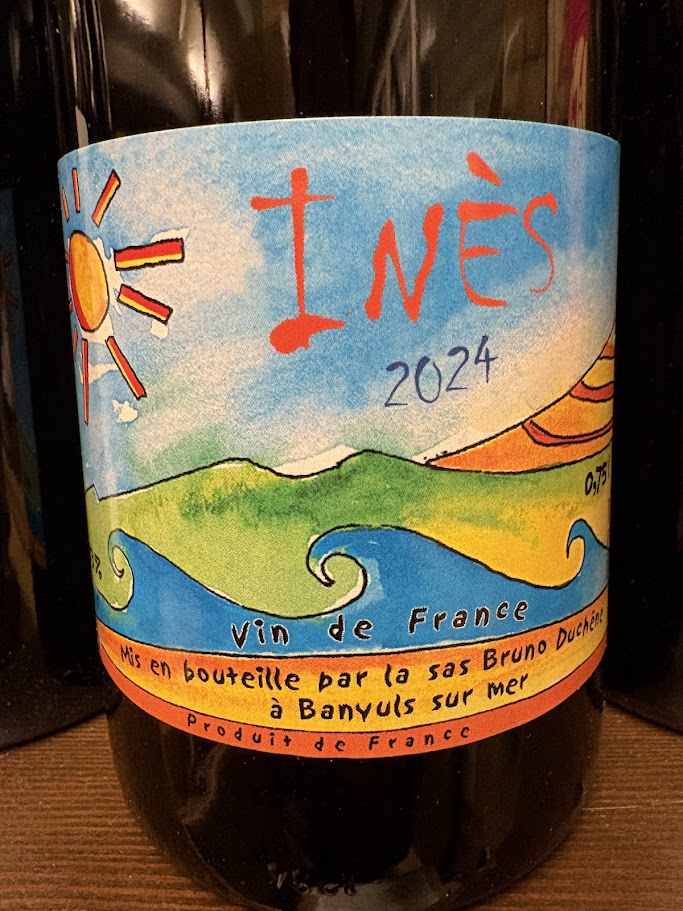 INÈS
2024
0,75
%
Vin de France
Mis en bouteille par la sas Bruno Duchêne
à Banyuls sur mer
Produit de France